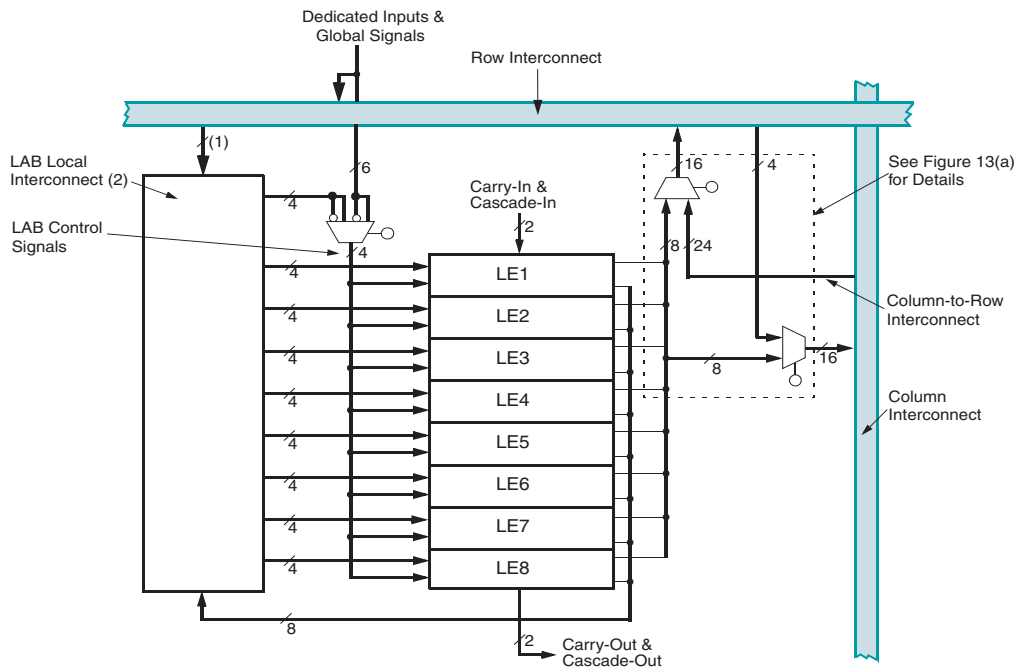 Dedicated Inputs &
Global Signals
Row Interconnect
(1)
6
16
4
LAB Local
Interconnect (2)
See Figure 13(a)
for Details
4
Carry-In &
Cascade-In
LAB Control
Signals
2
4
8
24
4
LE1
Column-to-Row
Interconnect
4
LE2
4
LE3
8
16
4
LE4
Column
Interconnect
4
LE5
4
LE6
4
LE7
4
LE8
8
2
Carry-Out &
Cascade-Out